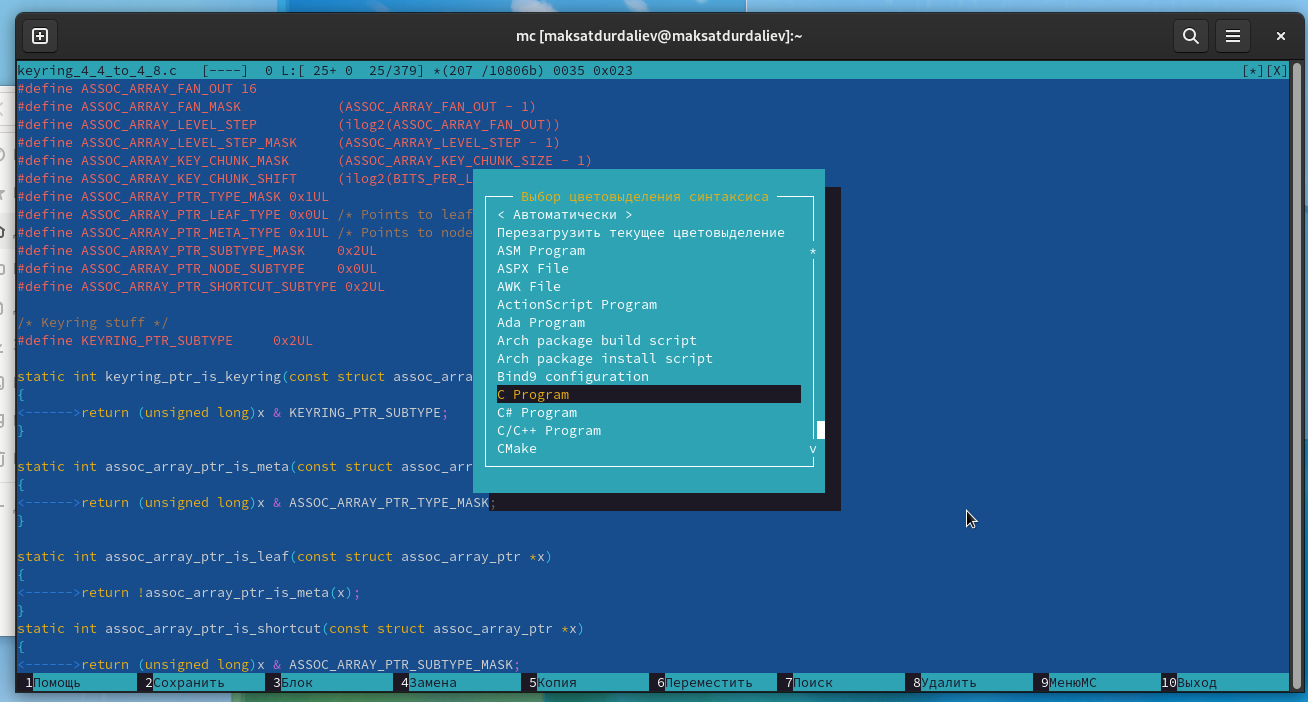 mc [maksatdurdaliev@maksatdurdaliev]:~
keyring_4_4_to_4_8.c   [----]  0 L:[ 25+ 0  25/379] *(207 /10806b) 0035 0x023    [*][X]
#define ASSOC_ARRAY_FAN_OUT 16
#define ASSOC_ARRAY_FAN_MASK            (ASSOC_ARRAY_FAN_OUT - 1)
#define ASSOC_ARRAY_LEVEL_STEP          (ilog2(ASSOC_ARRAY_FAN_OUT))
#define ASSOC_ARRAY_LEVEL_STEP_MASK     (ASSOC_ARRAY_LEVEL_STEP - 1)
#define ASSOC_ARRAY_KEY_CHUNK_MASK      (ASSOC_ARRAY_KEY_CHUNK_SIZE - 1)
#define ASSOC_ARRAY_KEY_CHUNK_SHIFT     (ilog2(BITS_PER_L
#define ASSOC_ARRAY_PTR_TYPE_MASK 0x1UL
#define ASSOC_ARRAY_PTR_LEAF_TYPE 0x0UL /* Points to leaf
#define ASSOC_ARRAY_PTR_META_TYPE 0x1UL /* Points to node
#define ASSOC_ARRAY_PTR_SUBTYPE_MASK    0x2UL
#define ASSOC_ARRAY_PTR_NODE_SUBTYPE    0x0UL
#define ASSOC_ARRAY_PTR_SHORTCUT_SUBTYPE 0x2UL
/* Keyring stuff */
#define KEYRING_PTR_SUBTYPE     0x2UL
static int keyring_ptr_is_keyring(const struct assoc_arra
{
<------>return (unsigned long)x & KEYRING_PTR_SUBTYPE;
}
static int assoc_array_ptr_is_meta(const struct assoc_arr
{
<------>return (unsigned long)x & ASSOC_ARRAY_PTR_TYPE_MASK;
}
static int assoc_array_ptr_is_leaf(const struct assoc_array_ptr *x)
{
<------>return !assoc_array_ptr_is_meta(x);
}
static int assoc_array_ptr_is_shortcut(const struct assoc_array_ptr *x)
{
<------>return (unsigned long)x & ASSOC_ARRAY_PTR_SUBTYPE_MASK;
Выбор цветовыделения синтаксиса
< Автоматически >
Перезагрузить текущее цветовыделение
ASM Program
ASPX File
AWK File
ActionScript Program
Ada Program
Arch package build script
Arch package install script
Bind9 configuration
C Program
C# Program
C/C++ Program
CMake
1Помощь 2Сохранить 3Блок 4Замена 5Копия 6Переместить 7Поиск 8Удалить 9МенюMC 10Выход